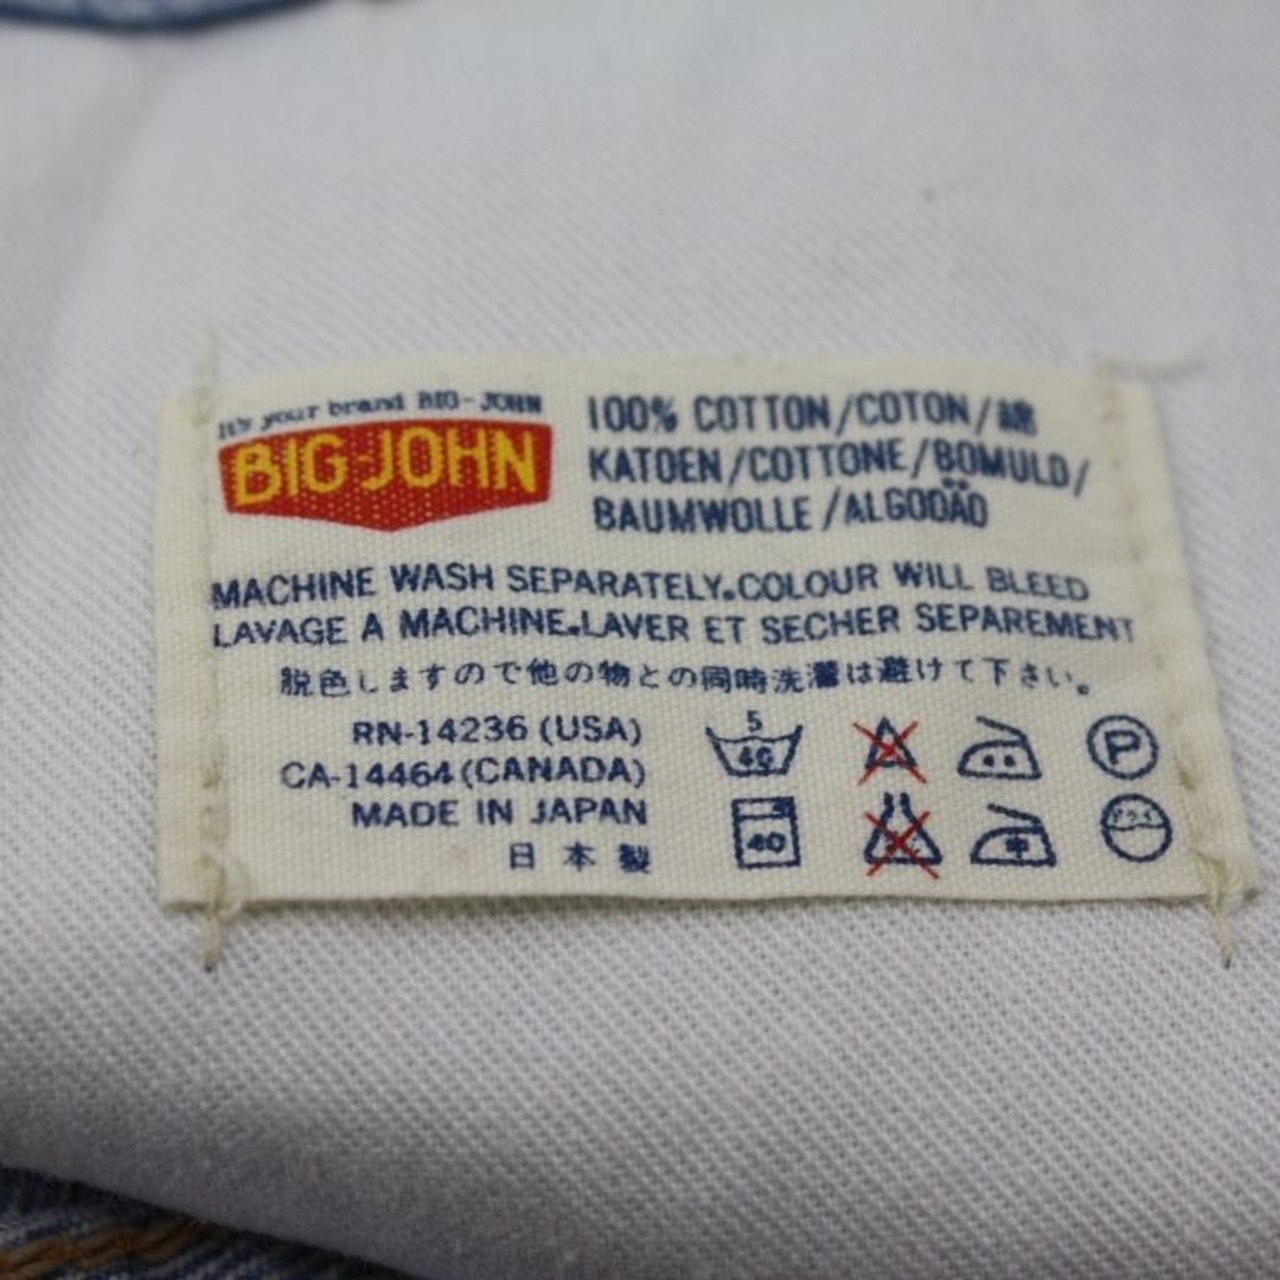 It's your brand BIG-JOHN
BIG-JOHN
100% COTTON/COTON/綿
KATOEN/COTTONE/BOMULD/
BAUMWOLLE/ALGODÃO
MACHINE WASH SEPARATELY.COLOUR WILL BLEED
LAVAGE A MACHINE.LAVER ET SECHER SEPAREMENT
脱色しますので他の物との同時洗濯は避けて下さい。
RN-14236 (USA)
CA-14464 (CANADA)
MADE IN JAPAN
日本製
5
40
P
40
中
ドライ